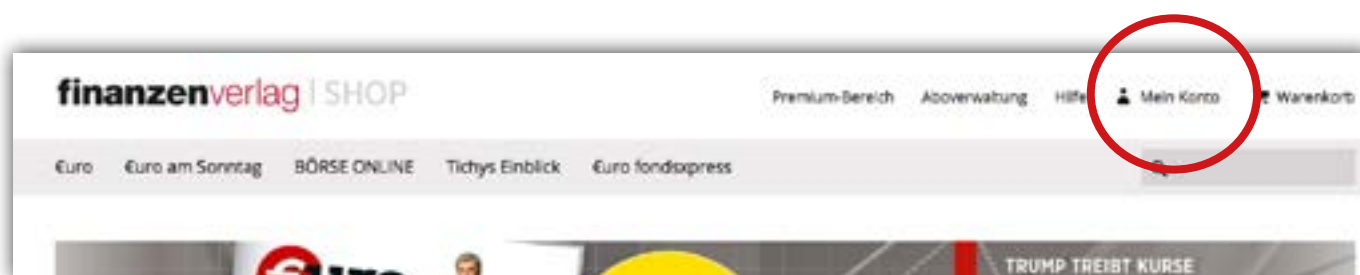 finanzenverlag | SHOP
Premium-Bereich Aboverwaltung Hilfe Mein Konto Warenkorb
€uro €uro am Sonntag BÖRSE ONLINE Tichys Einblick €uro fondsxpress
€uro
TRUMP TREIBT KURSE